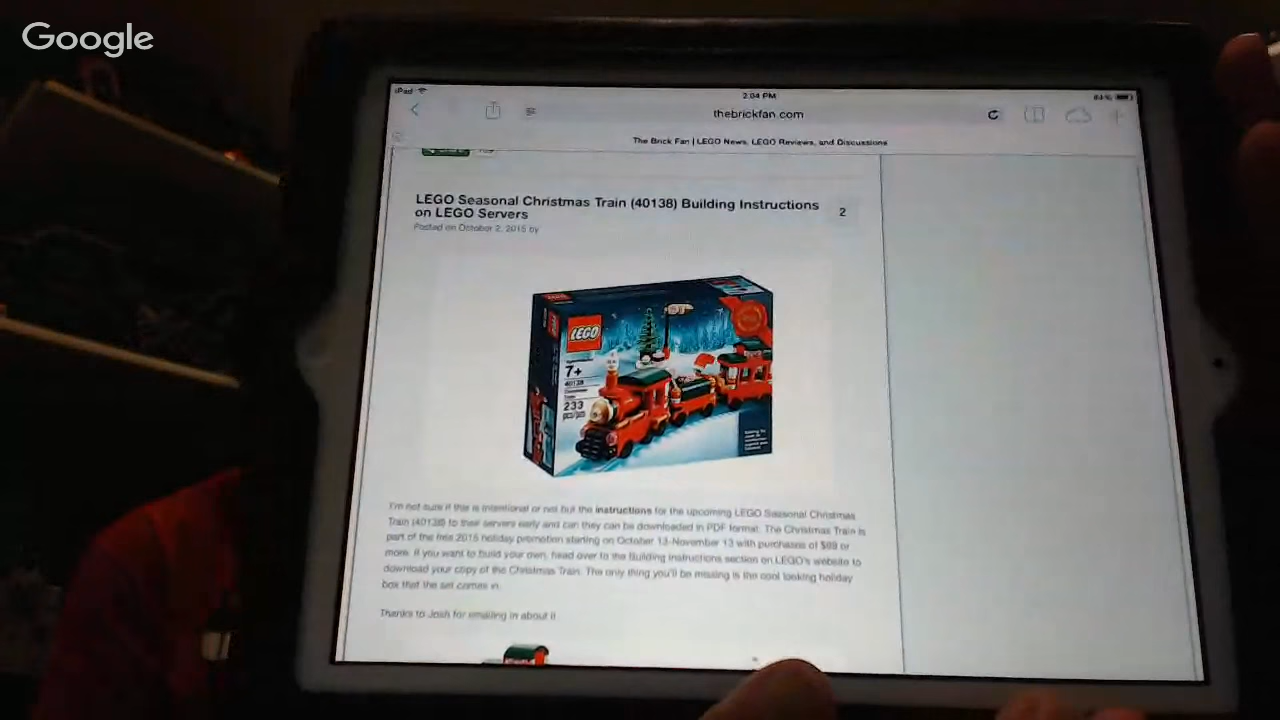 Google
iPad 2:04 PM 84%
thebrickfan.com
The Brick Fan | LEGO News, LEGO Reviews, and Discussions
LEGO Seasonal Christmas Train (40138) Building Instructions
on LEGO Servers
2
Posted on October 2, 2015 by
LEGO
LEGO
7+
40138
233
pcs/pzs
I'm not sure if this is intentional or not but the instructions for the upcoming LEGO Seasonal Christmas
Train (40138) to their servers early and can they can be downloaded in PDF format. The Christmas Train is
part of the free 2015 holiday promotion starting on October 13-November 13 with purchases of $99 or
more. If you want to build your own, head over to the Building Instructions section on LEGO's website to
download your copy of the Christmas Train. The only thing you'll be missing is the cool looking holiday
box that the set comes in.
Thanks to Josh for emailing in about it